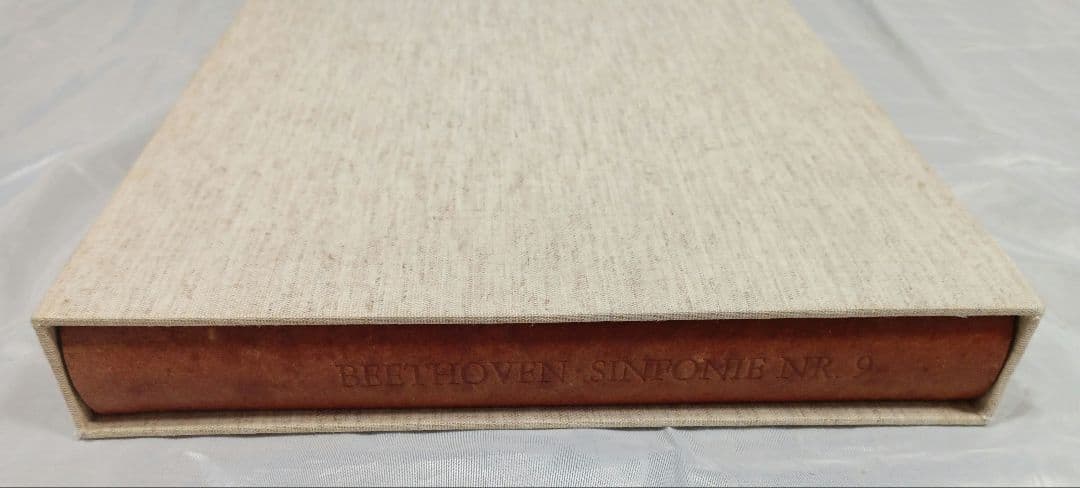 BEETHOVEN · SINFONIE NR. 9